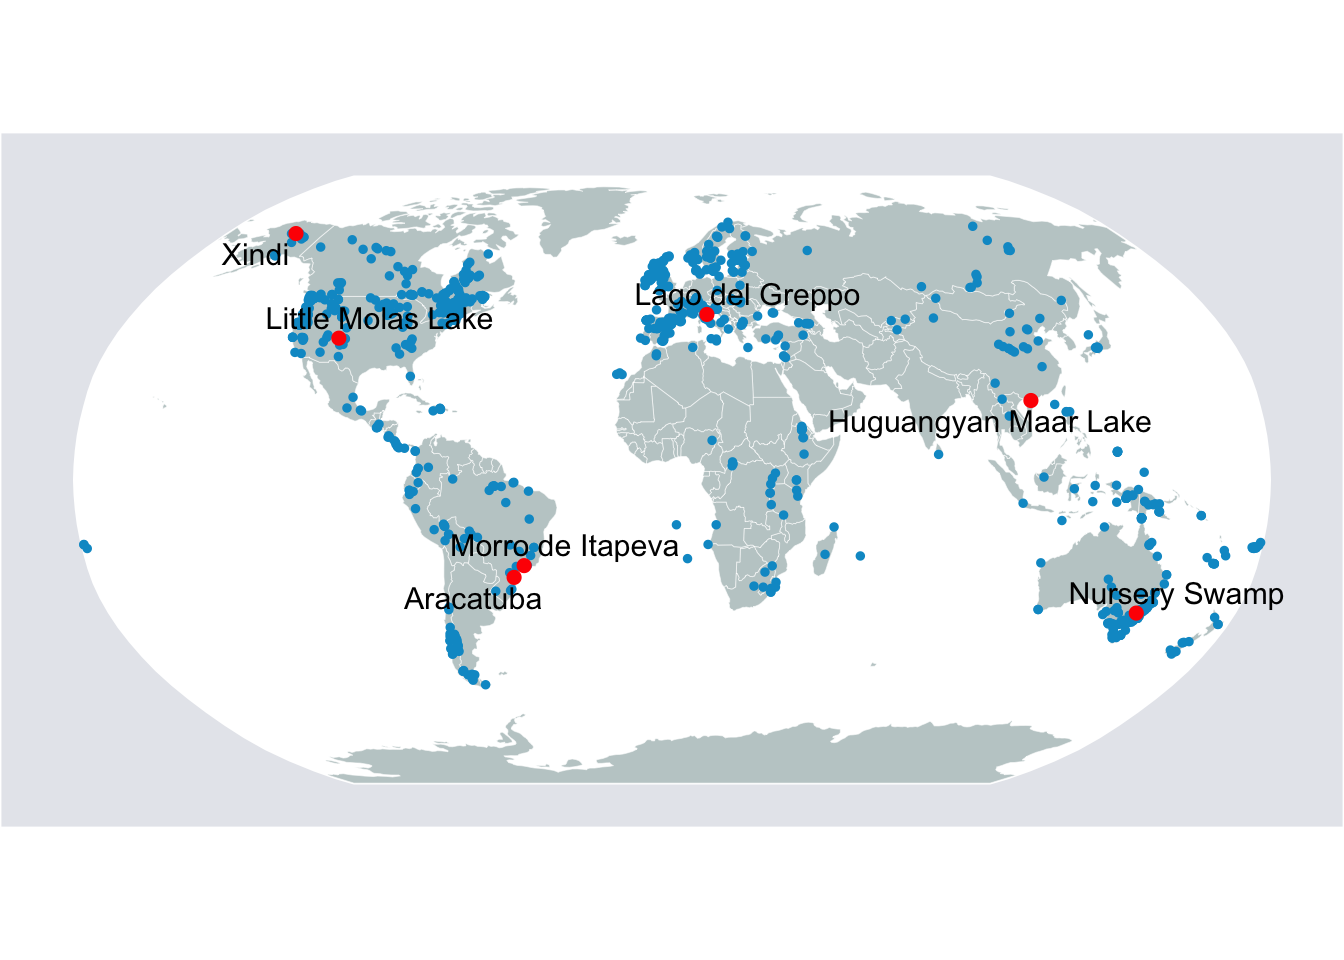 Xindi
Lago del Greppo
Little Molas Lake
Huguangyan Maar Lake
Morro de Itapeva
Aracatuba
Nursery Swamp